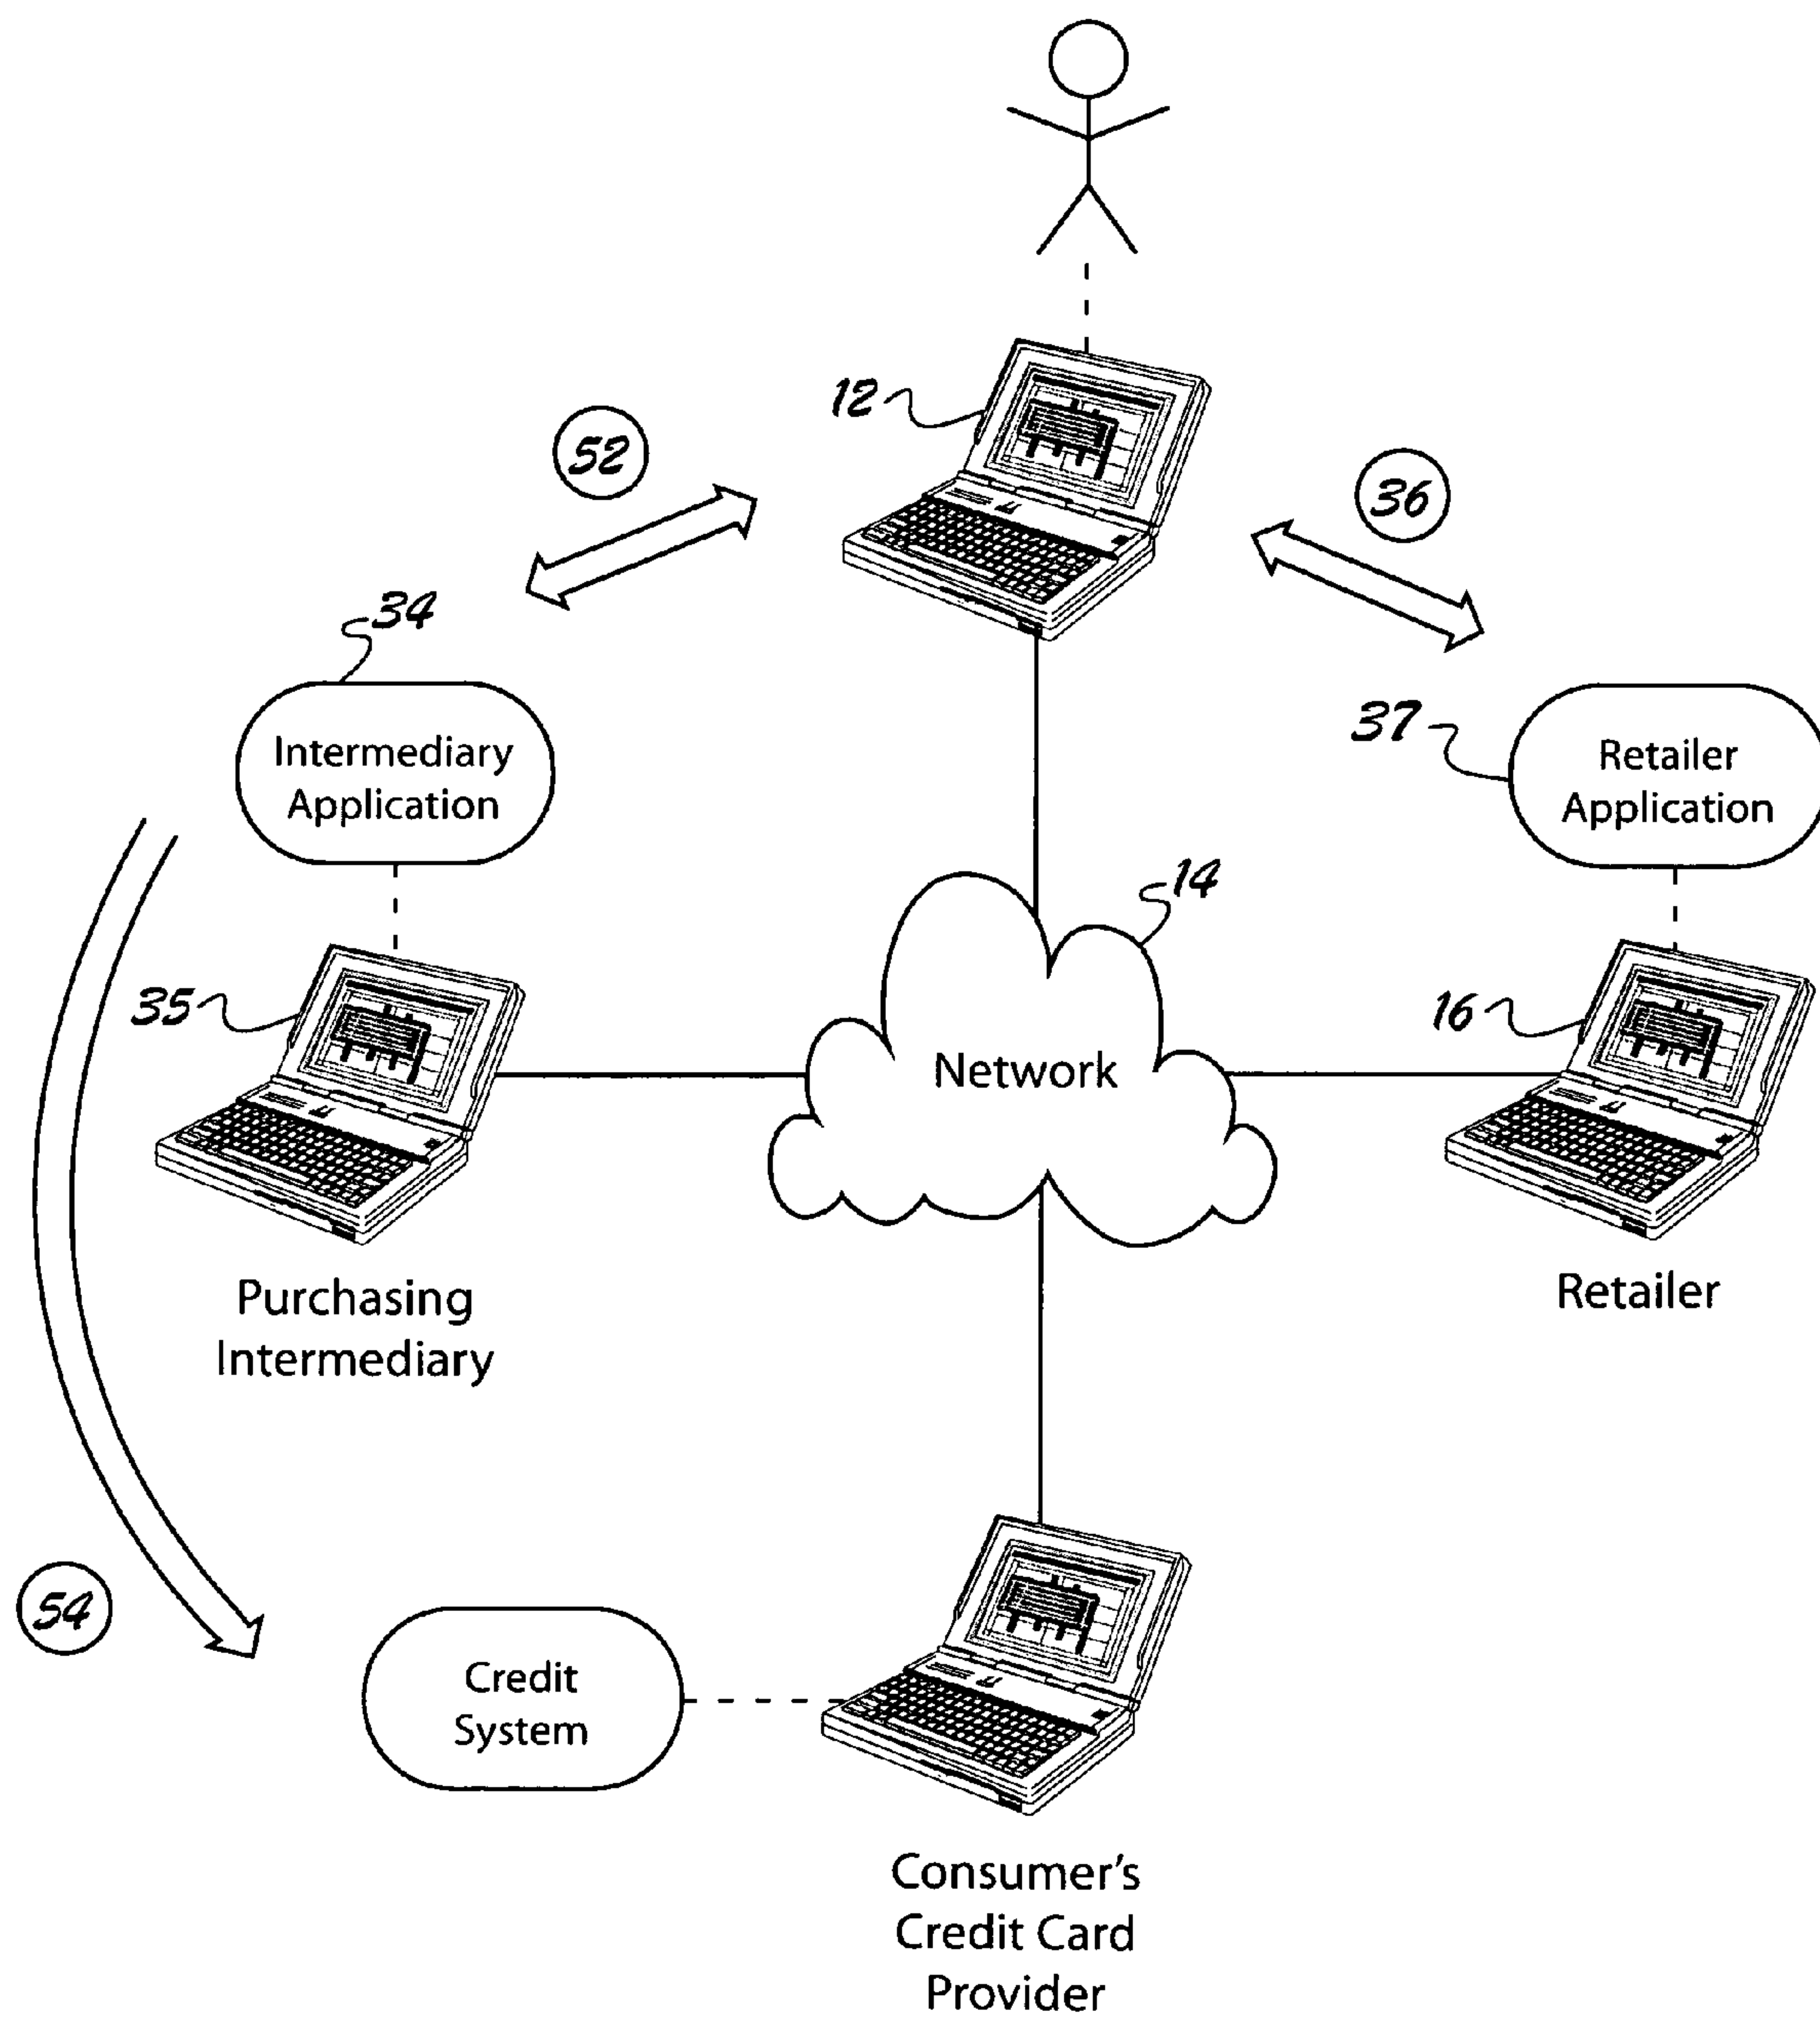 12
52
36
34
Intermediary
Application
37
Retailer
Application
14
35
Network
16
Purchasing
Intermediary
Retailer
54
Credit
System
Consumer's
Credit Card
Provider